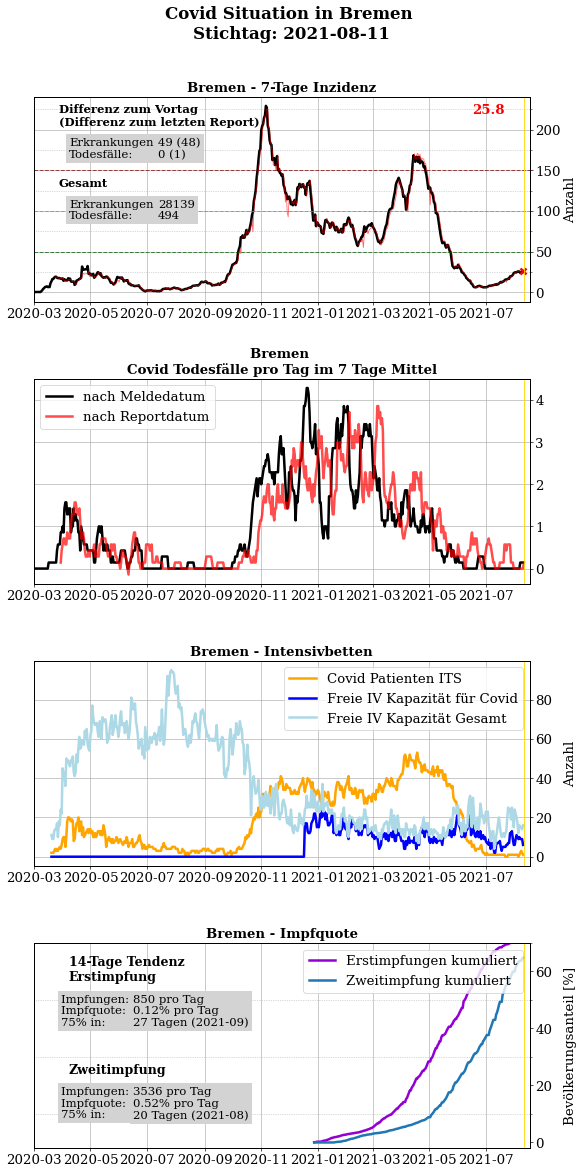 Covid Situation in Bremen
Stichtag: 2021-08-11
Bremen - 7-Tage Inzidenz
Differenz zum Vortag
(Differenz zum letzten Report)
Erkrankungen 49 (48)
Todesfälle: 0 (1)
Gesamt
Erkrankungen 28139
Todesfälle: 494
25.8
200
150
100
50
0
Anzahl
2020-03 2020-05 2020-07 2020-09 2020-11 2021-01 2021-03 2021-05 2021-07
Bremen
Covid Todesfälle pro Tag im 7 Tage Mittel
nach Meldedatum
nach Reportdatum
4
3
2
1
0
2020-03 2020-05 2020-07 2020-09 2020-11 2021-01 2021-03 2021-05 2021-07
Bremen - Intensivbetten
Covid Patienten ITS
Freie IV Kapazität für Covid
Freie IV Kapazität Gesamt
80
60
40
20
0
Anzahl
2020-03 2020-05 2020-07 2020-09 2020-11 2021-01 2021-03 2021-05 2021-07
Bremen - Impfquote
14-Tage Tendenz
Erstimpfung
Impfungen: 850 pro Tag
Impfquote: 0.12% pro Tag
75% in: 27 Tagen (2021-09)
Zweitimpfung
Impfungen: 3536 pro Tag
Impfquote: 0.52% pro Tag
75% in: 20 Tagen (2021-08)
Erstimpfungen kumuliert
Zweitimpfung kumuliert
60
40
20
0
Bevölkerungsanteil [%]
2020-03 2020-05 2020-07 2020-09 2020-11 2021-01 2021-03 2021-05 2021-07